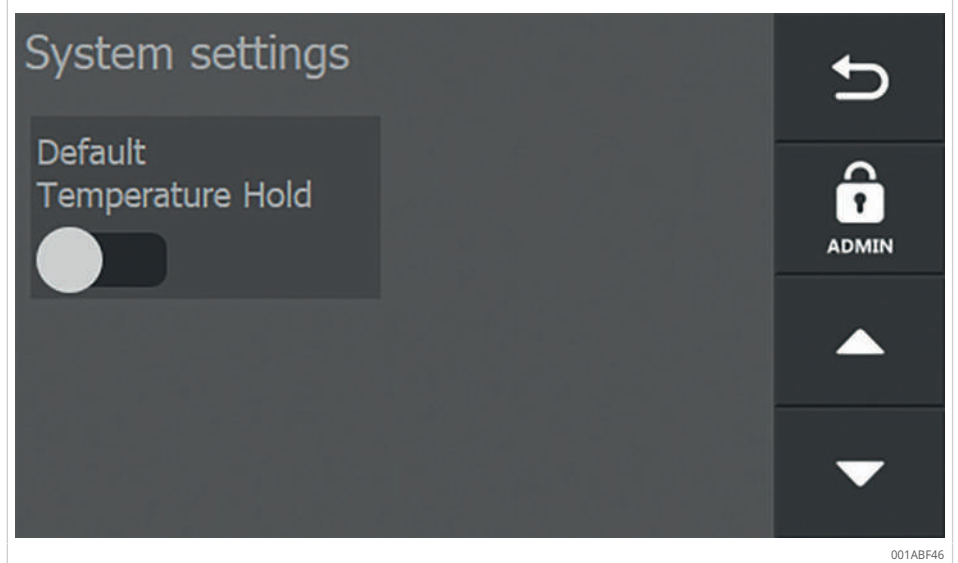 System settings
Default
Temperature Hold
ADMIN
001ABF46